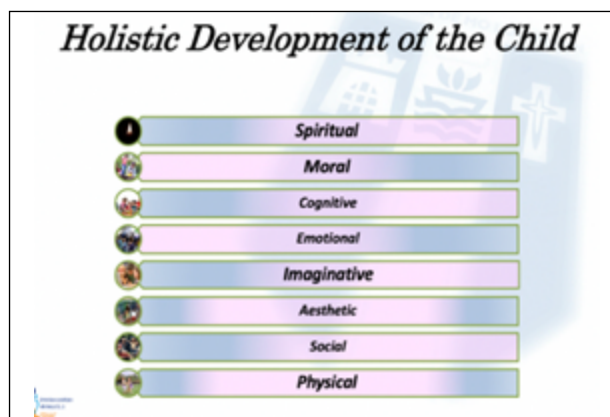 Holistic Development of the Child
Spiritual
Moral
Cognitive
Emotional
Imaginative
Aesthetic
Social
Physical